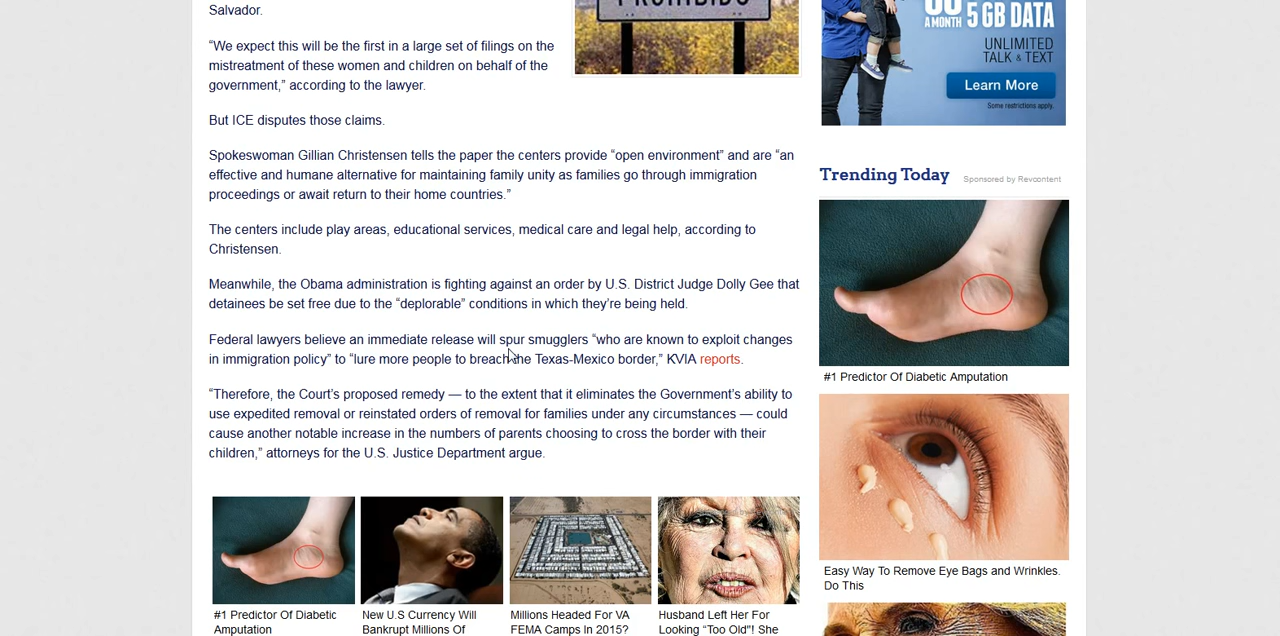 Salvador.
“We expect this will be the first in a large set of filings on the
mistreatment of these women and children on behalf of the
government,” according to the lawyer.
But ICE disputes those claims.
Spokeswoman Gillian Christensen tells the paper the centers provide “open environment” and are “an
effective and humane alternative for maintaining family unity as families go through immigration
proceedings or await return to their home countries.”
The centers include play areas, educational services, medical care and legal help, according to
Christensen.
Meanwhile, the Obama administration is fighting against an order by U.S. District Judge Dolly Gee that
detainees be set free due to the “deplorable” conditions in which they’re being held.
Federal lawyers believe an immediate release will spur smugglers “who are known to exploit changes
in immigration policy” to “lure more people to breach the Texas-Mexico border,” KVIA reports.
“Therefore, the Court’s proposed remedy — to the extent that it eliminates the Government’s ability to
use expedited removal or reinstated orders of removal for families under any circumstances — could
cause another notable increase in the numbers of parents choosing to cross the border with their
children,” attorneys for the U.S. Justice Department argue.
#1 Predictor Of Diabetic
Amputation
New U.S Currency Will
Bankrupt Millions Of
Millions Headed For VA
FEMA Camps In 2015?
Husband Left Her For
Looking “Too Old”! She
PROHIBIDO
A MONTH 5 GB DATA
UNLIMITED
TALK & TEXT
Learn More
Some restrictions apply.
Trending Today
Sponsored by Revcontent
#1 Predictor Of Diabetic Amputation
Easy Way To Remove Eye Bags and Wrinkles.
Do This